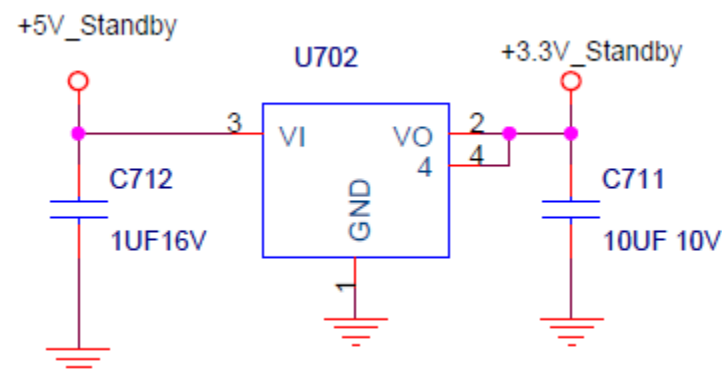 +5V_Standby
U702
+3.3V_Standby
3
VI
VO
2
4
4
C712
1UF16V
GND
1
C711
10UF 10V